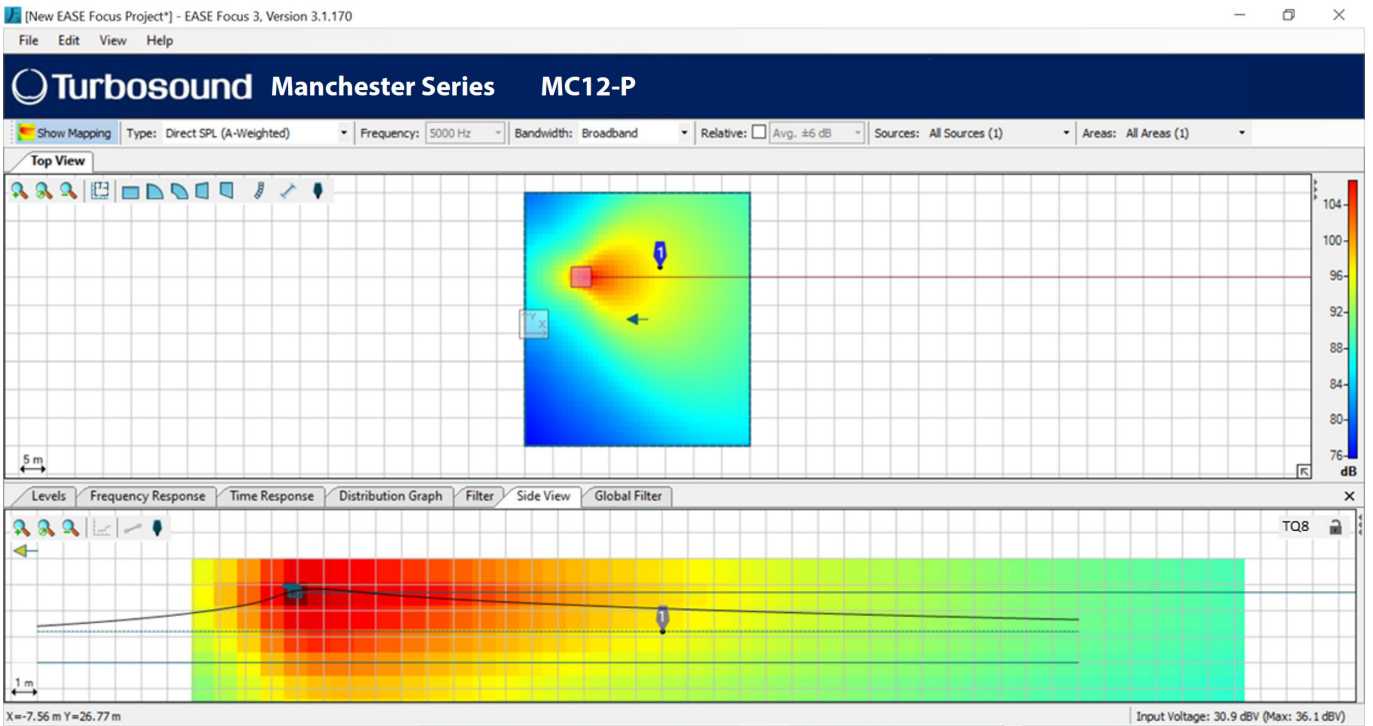 [New EASE Focus Project*] - EASE Focus 3, Version 3.1.170
File Edit View Help
Turbosound Manchester Series MC12-P
Show Mapping Type: Direct SPL (A-Weighted) Frequency: 5000 Hz Bandwidth: Broadband Relative: Avg. ±6 dB Sources: All Sources (1) Areas: All Areas (1)
Top View
104
100
1
96
92
Y
X
88
84
80
5 m
76
dB
Levels Frequency Response Time Response Distribution Graph Filter Side View Global Filter
TQ8
1
1 m
X=-7.56 m Y=26.77 m Input Voltage: 30.9 dBV (Max: 36.1 dBV)